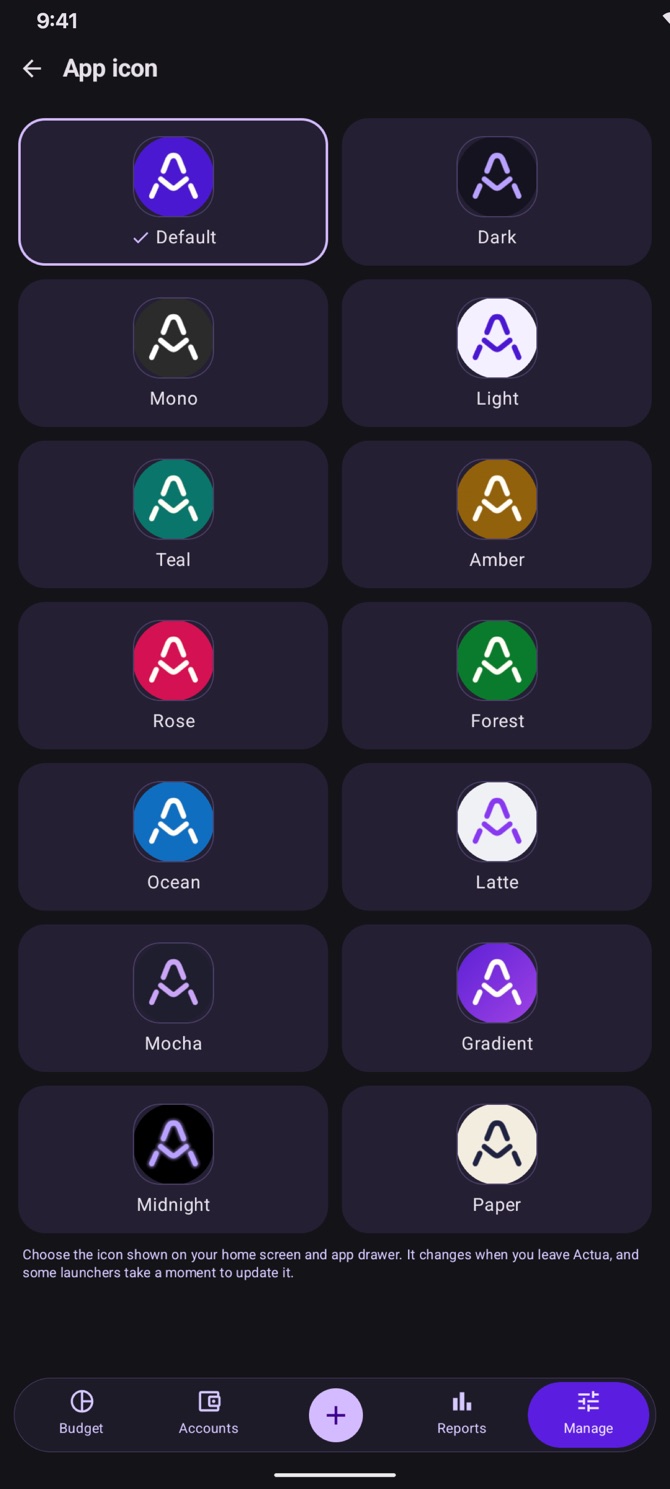 9:41
App icon
Default
Dark
Mono
Light
Teal
Amber
Rose
Forest
Ocean
Latte
Mocha
Gradient
Midnight
Paper
Choose the icon shown on your home screen and app drawer. It changes when you leave Actua, and
some launchers take a moment to update it.
Budget
Accounts
Reports
Manage